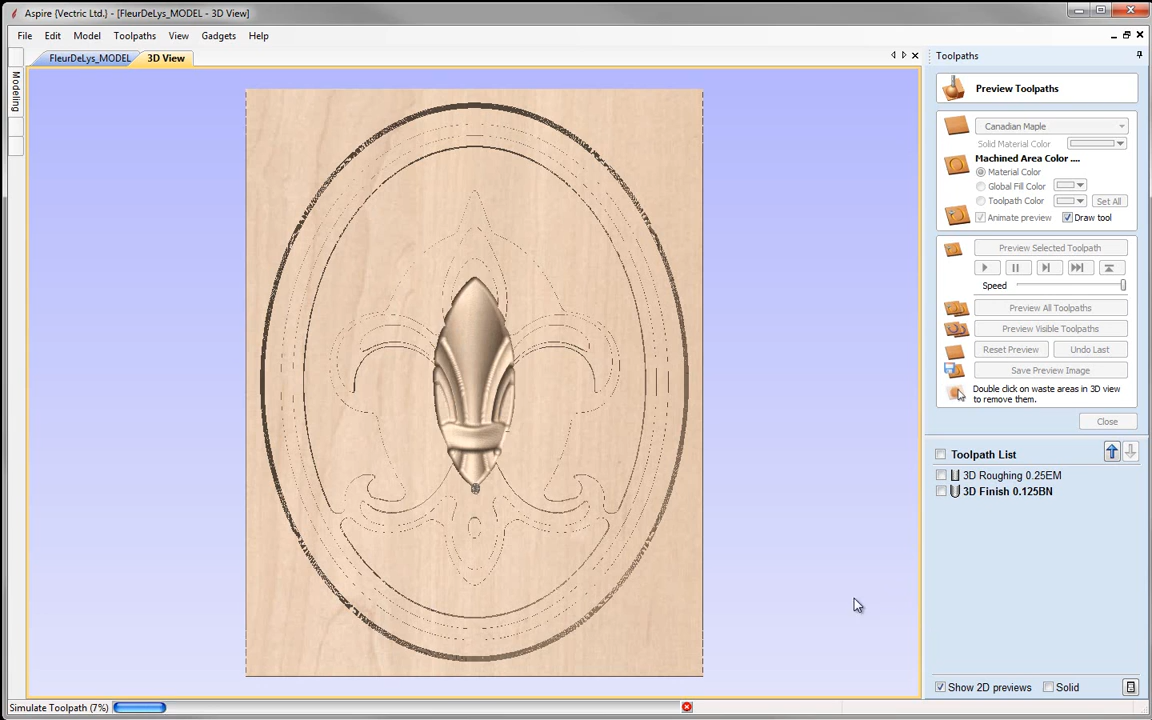 Aspire {Vectric Ltd.} - [FleurDeLys_MODEL - 3D View]
File Edit Model Toolpaths View Gadgets Help
FleurDeLys_MODEL 3D View
Modeling
Toolpaths
Preview Toolpaths
Canadian Maple
Solid Material Color
Machined Area Color ....
Material Color
Global Fill Color
Toolpath Color Set All
Animate preview Draw tool
Preview Selected Toolpath
Speed
Preview All Toolpaths
Preview Visible Toolpaths
Reset Preview Undo Last
Save Preview Image
Double click on waste areas in 3D view
to remove them.
Close
Toolpath List
3D Roughing 0.25EM
3D Finish 0.125BN
Show 2D previews Solid
Simulate Toolpath (7%)